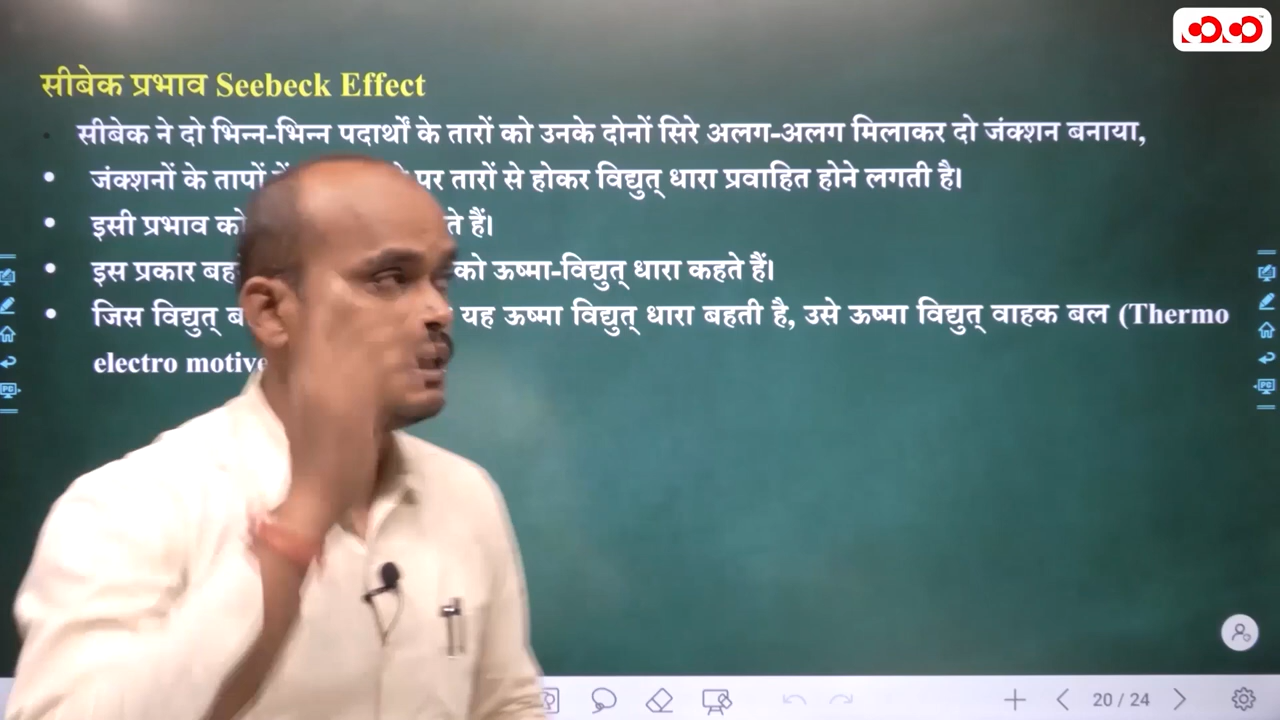 सीबेक प्रभाव Seebeck Effect
सीबेक ने दो भिन्न-भिन्न पदार्थों के तारों को उनके दोनों सिरे अलग-अलग मिलाकर दो जंक्शन बनाया,
जंक्शनों के तापों पर तारों से होकर विद्युत् धारा प्रवाहित होने लगती है।
इसी प्रभाव को हैं।
इस प्रकार को ऊष्मा-विद्युत् धारा कहते हैं।
जिस विद्युत् यह ऊष्मा विद्युत् धारा बहती है, उसे ऊष्मा विद्युत् वाहक बल (Thermo
electro motive
20 / 24